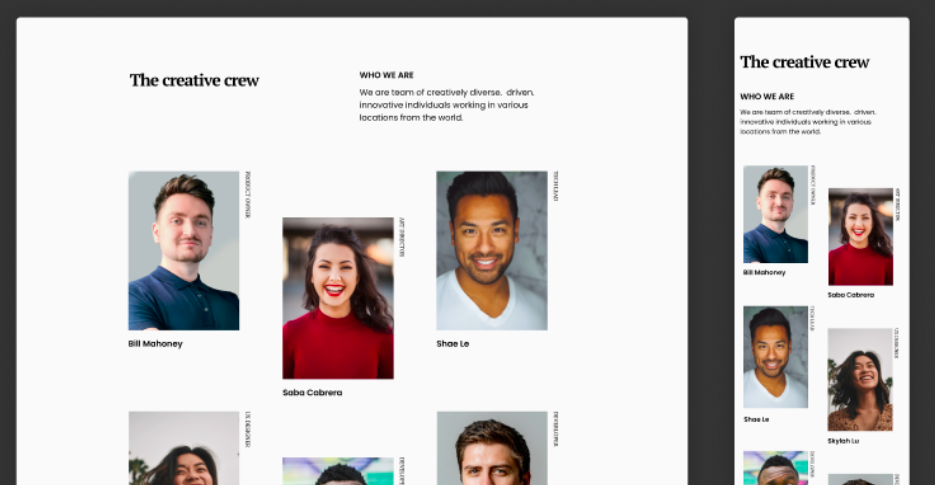 The creative crew
WHO WE ARE
We are team of creatively diverse. driven.
innovative individuals working in various
locations from the world.
PRODUCT OWNER
Bill Mahoney
ART DIRECTOR
Saba Cabrera
TECH LEAD
Shae Le
UX DESIGNER
DEVELOPER
The creative crew
WHO WE ARE
We are team of creatively diverse. driven.
innovative individuals working in various
locations from the world.
PRODUCT OWNER
Bill Mahoney
ART DIRECTOR
Saba Cabrera
TECH LEAD
Shae Le
UX DESIGNER
Skylah Lu